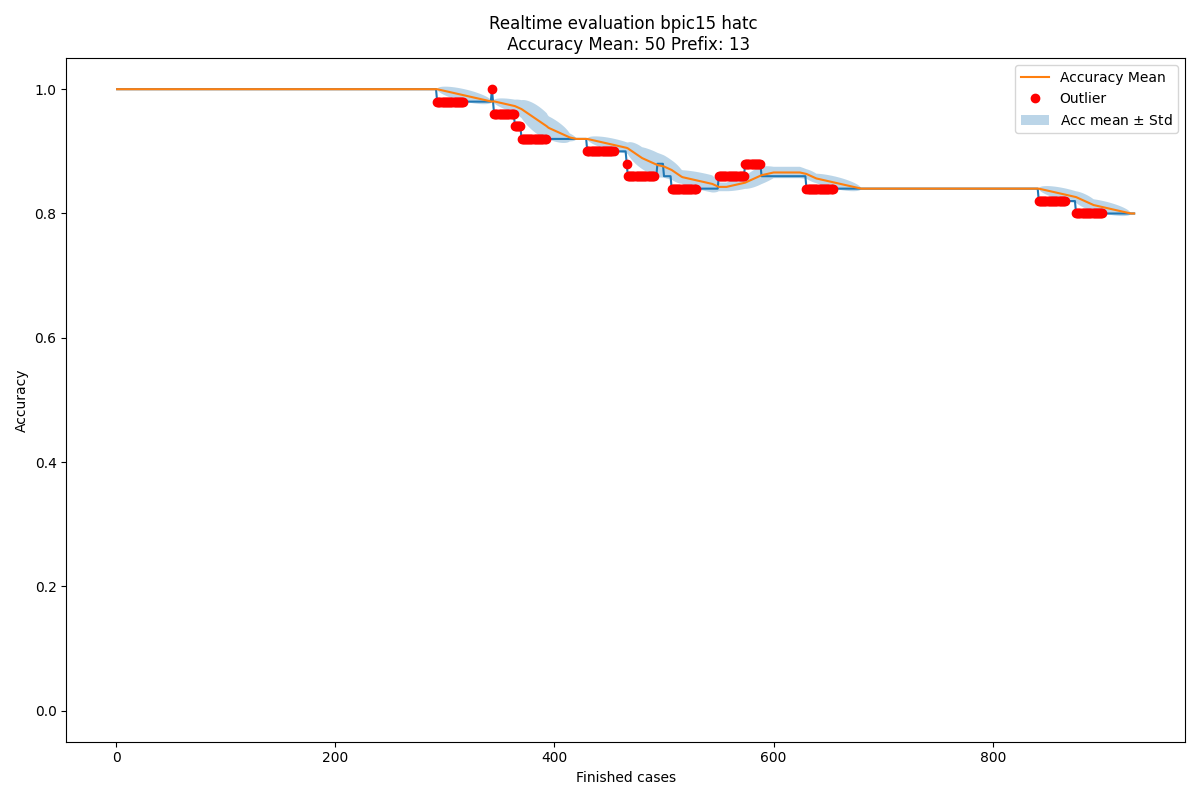 Realtime evaluation bpic15 hatc
Accuracy Mean: 50 Prefix: 13
Accuracy Mean
Outlier
Acc mean ± Std
1.0
0.8
0.6
0.4
0.2
0.0
Accuracy
0
200
400
600
800
Finished cases